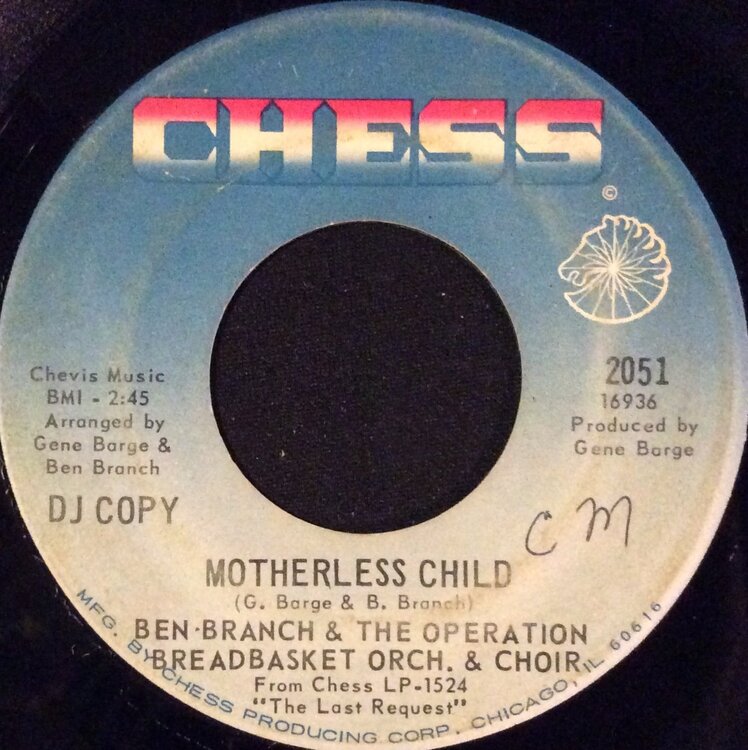 CHESS
©
Chevis Music
BMI - 2:45
Arranged by
Gene Barge &
Ben Branch
DJ COPY
2051
16936
Produced by
Gene Barge
C M
MOTHERLESS CHILD
(G. Barge & B. Branch)
BEN·BRANCH & THE OPERATION
BREADBASKET ORCH. & CHOIR
From Chess LP-1524
"The Last Request"
MFG. BY CHESS PRODUCING CORP., CHICAGO, IL 60616